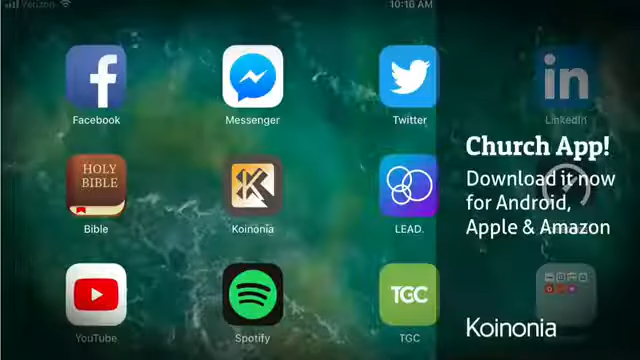 Verizon
10:16 AM
f
in
Facebook
Messenger
Twitter
LinkedIn
HOLY
BIBLE
K
Bible
Koinonia
LEAD.
Church App!
Download it now
for Android,
Apple & Amazon
TGC
YouTube
Spotify
TGC
Koinonia